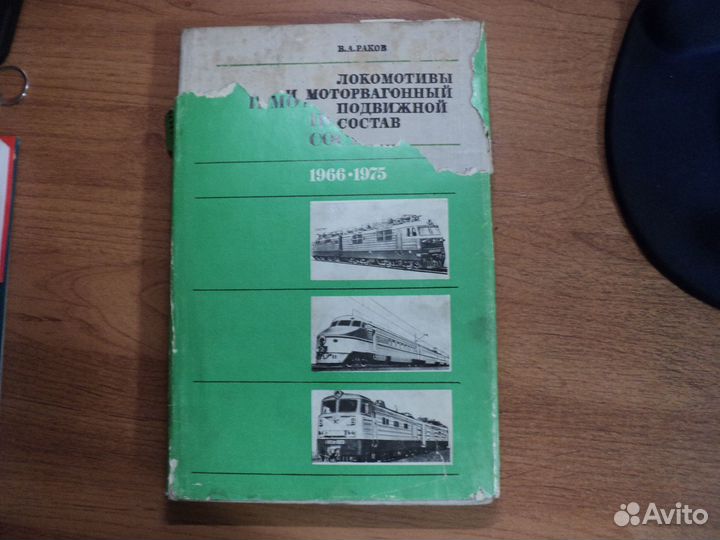 В.А.РАКОВ
ЛОКОМОТИВЫ
И МОТОРВАГОННЫЙ
ПОДВИЖНОЙ
СОСТАВ
1966·1975
Avito